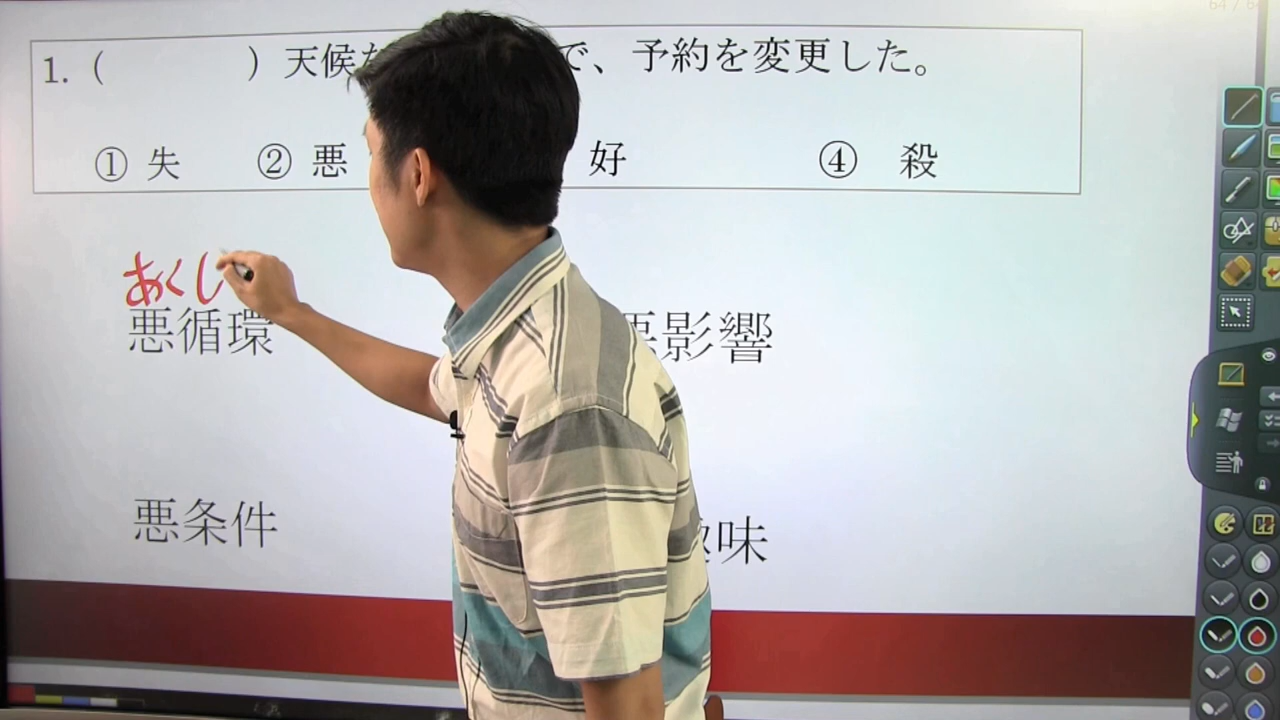 1.（　　　）天候 で、予約を変更した。
① 失 ② 悪 好 ④ 殺
あくし
悪循環 悪影響
悪条件 味